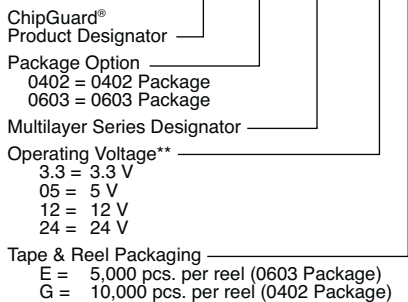 ChipGuard®
Product Designator
Package Option
0402 = 0402 Package
0603 = 0603 Package
Multilayer Series Designator
Operating Voltage**
3.3 = 3.3 V
05 = 5 V
12 = 12 V
24 = 24 V
Tape & Reel Packaging
E = 5,000 pcs. per reel (0603 Package)
G = 10,000 pcs. per reel (0402 Package)